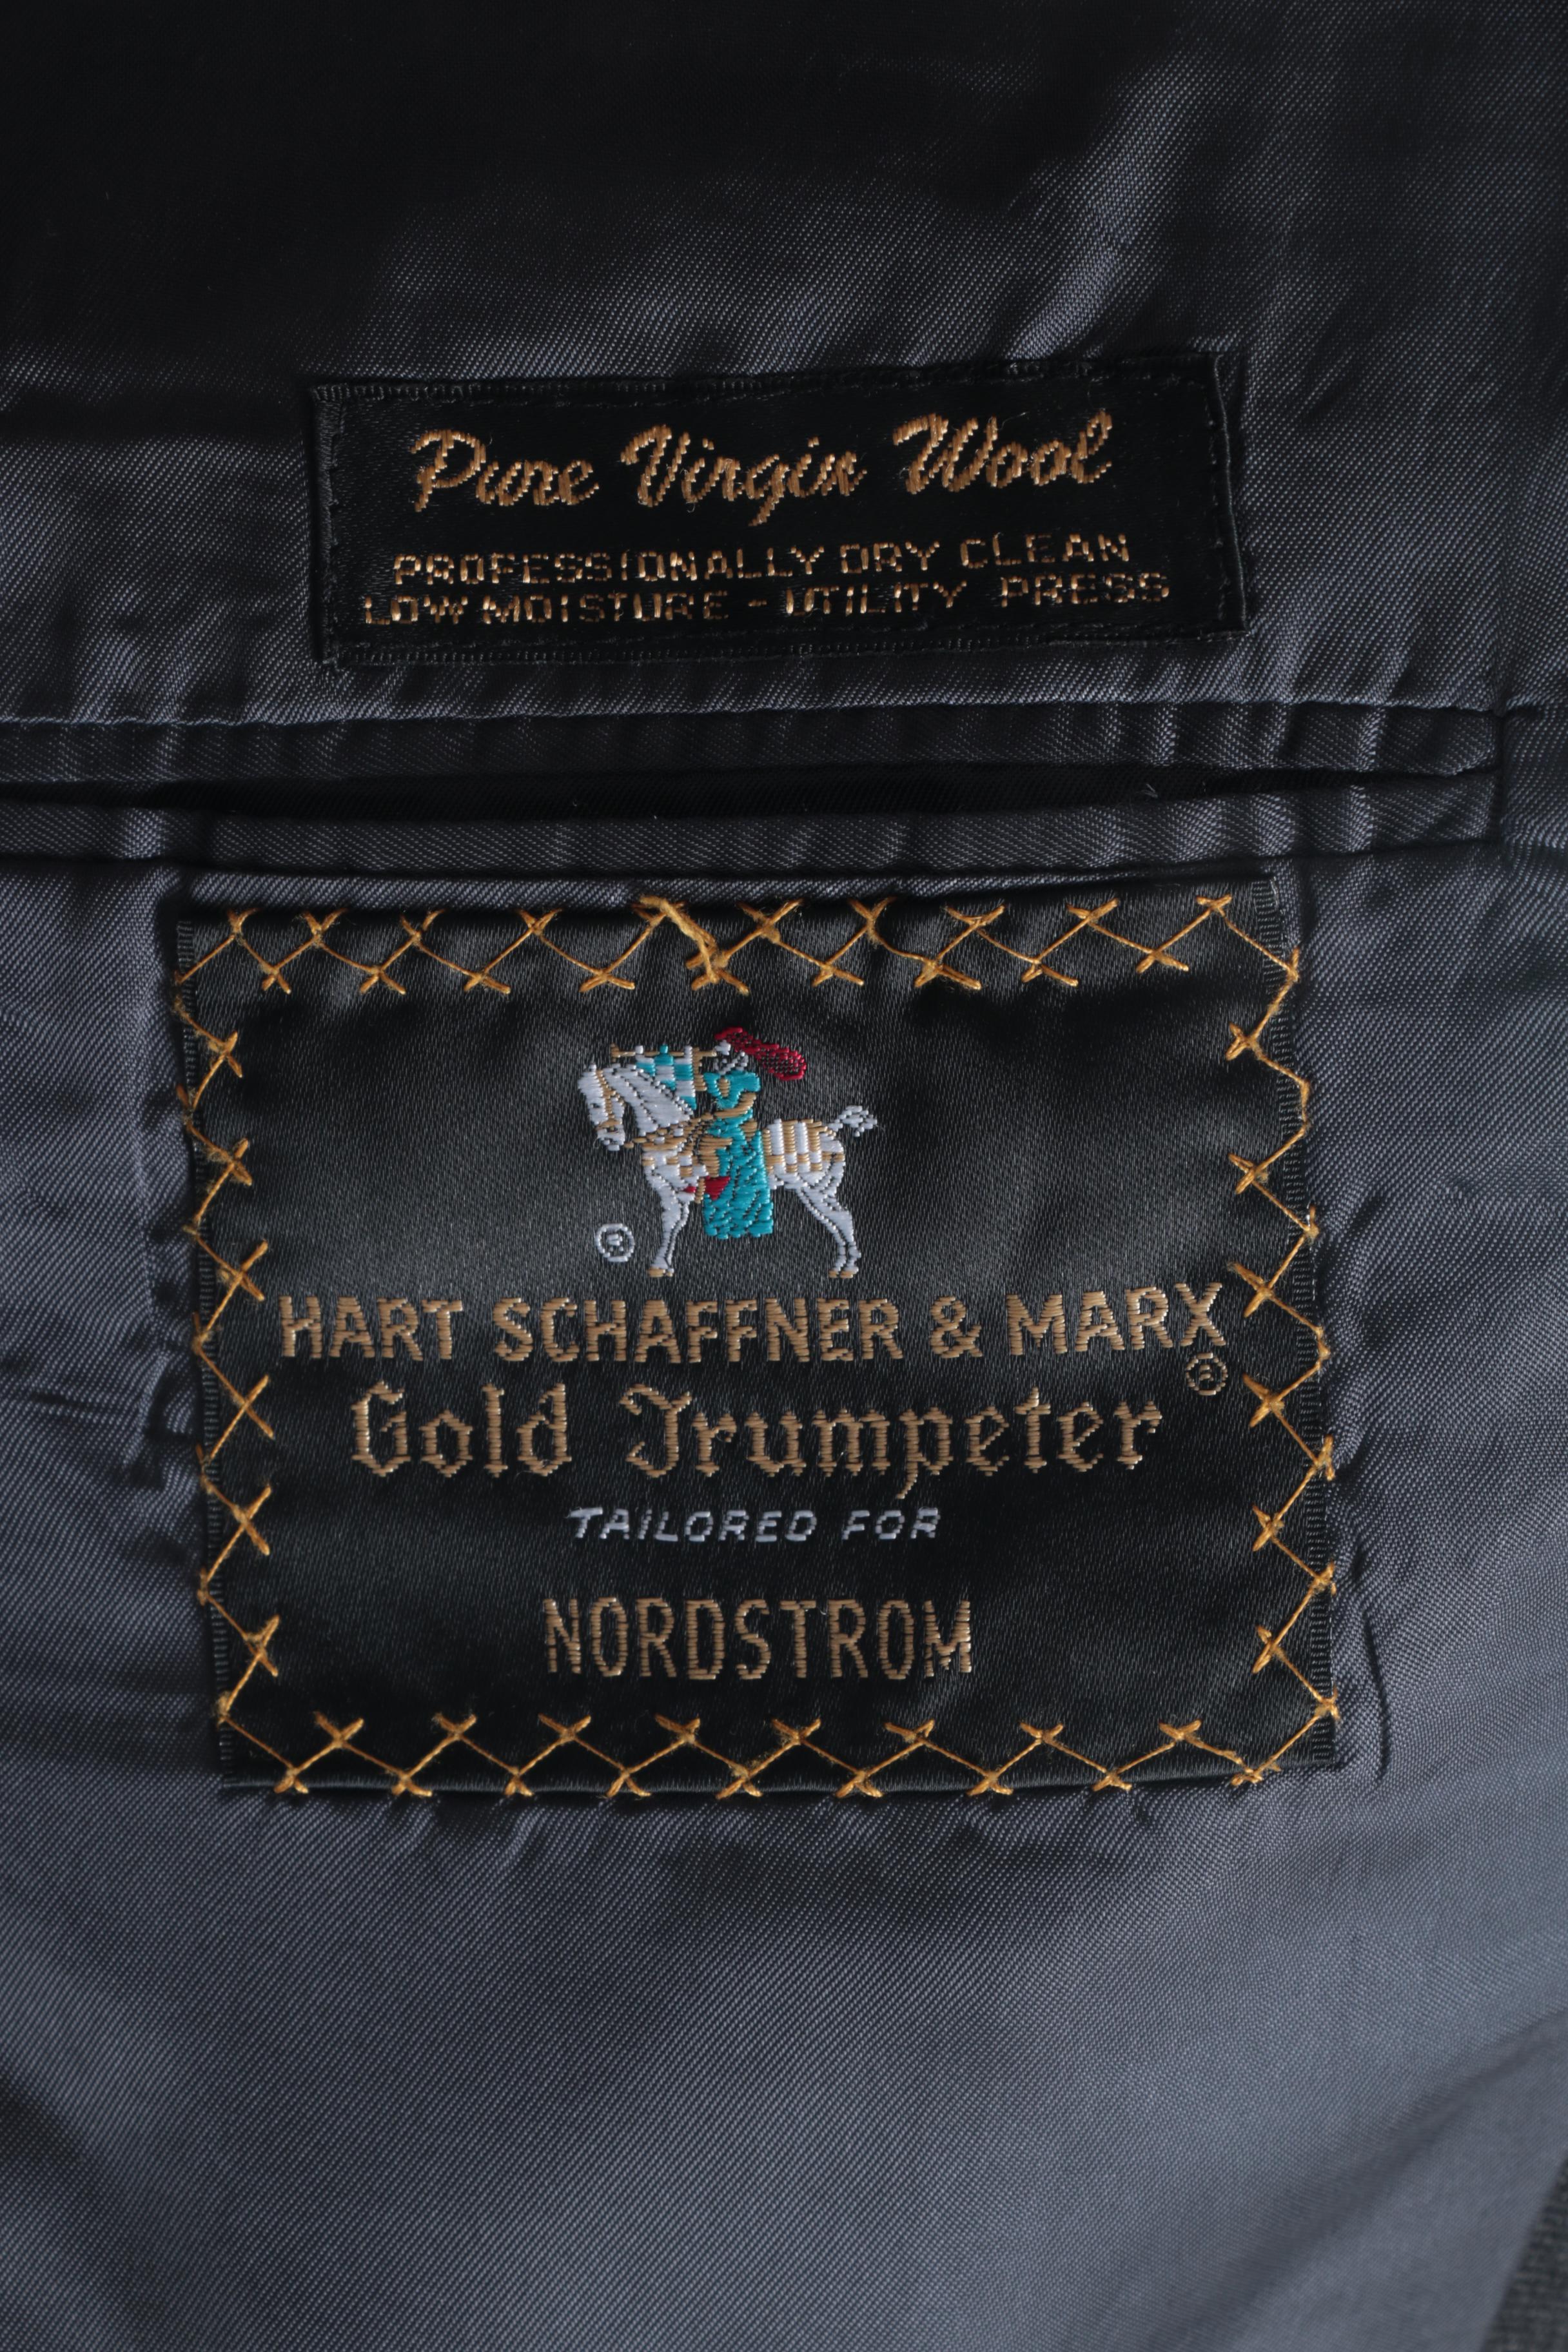 Pure Virgin Wool
PROFESSIONALLY DRY CLEAN
LOW MOISTURE - UTILITY PRESS
®
HART SCHAFFNER & MARX
®
Gold Trumpeter
TAILORED FOR
NORDSTROM